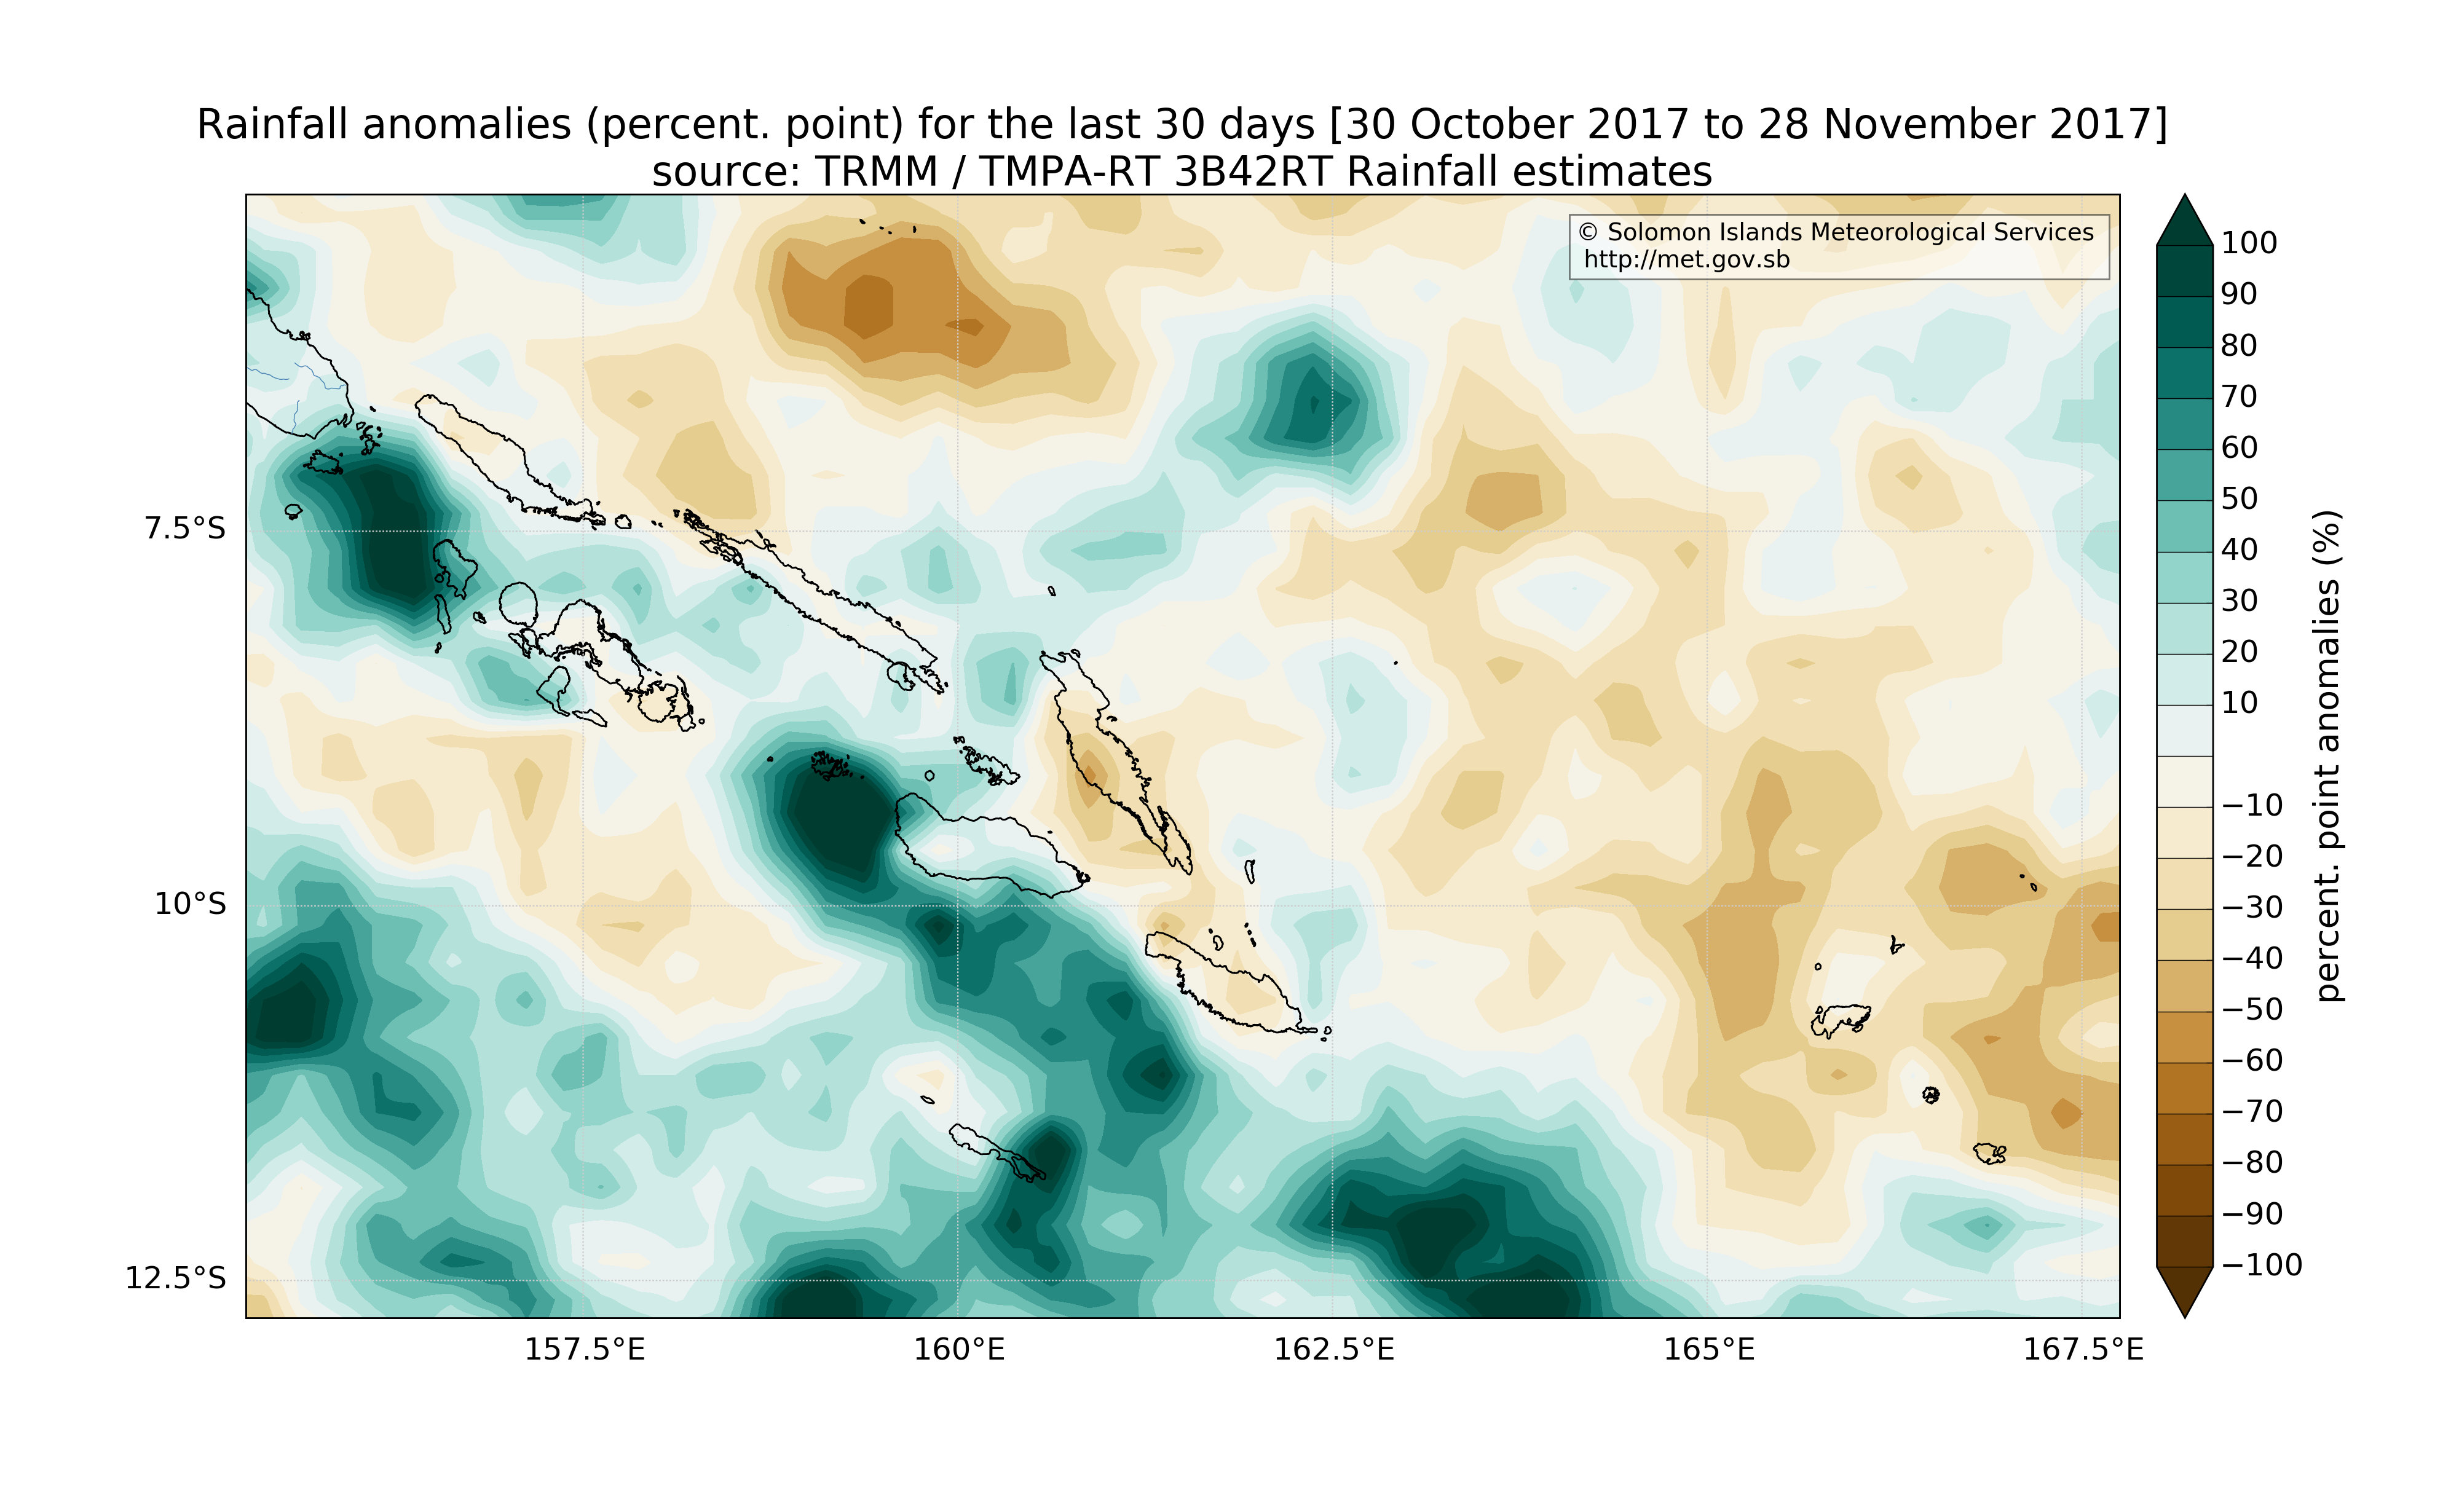 Rainfall anomalies (percent. point) for the last 30 days [30 October 2017 to 28 November 2017]
source: TRMM / TMPA-RT 3B42RT Rainfall estimates
© Solomon Islands Meteorological Services
http://met.gov.sb
7.5°S
10°S
12.5°S
157.5°E
160°E
162.5°E
165°E
167.5°E
100
90
80
70
60
50
40
30
20
10
−10
−20
−30
−40
−50
−60
−70
−80
−90
−100
percent. point anomalies (%)